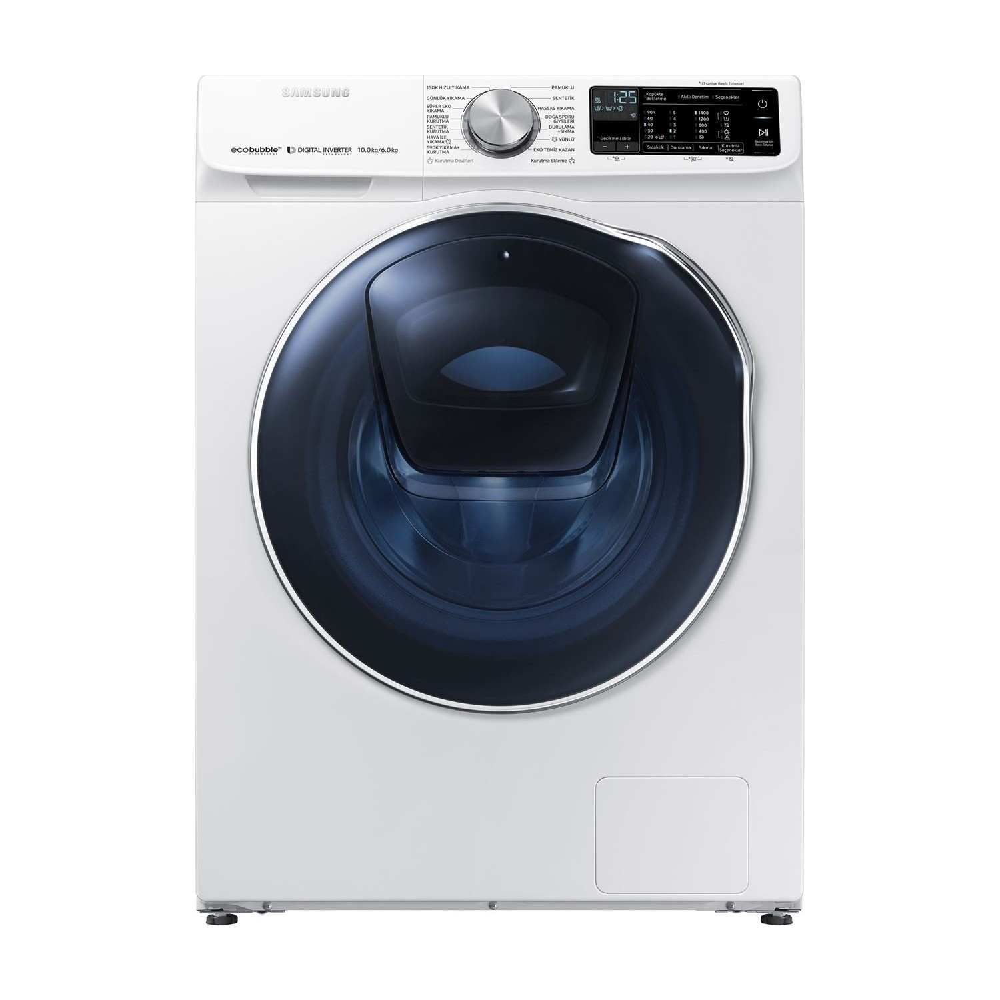 SAMSUNG
ecobubble™
TECHNOLOGY
DIGITAL INVERTER
TECHNOLOGY
10.0kg/6.0kg
15DK HIZLI YIKAMA
GÜNLÜK YIKAMA
SÜPER EKO
YIKAMA
PAMUKLU
KURUTMA
SENTETİK
KURUTMA
HAVA İLE
YIKAMA
59DK YIKAMA+
KURUTMA
Kurutma Devirleri
PAMUKLU
SENTETİK
HASSAS YIKAMA
DOĞA SPORU
GİYSİLERİ
DURULAMA
+SIKMA
YÜNLÜ
EKO TEMİZ KAZAN
Kurutma Ekleme
* (3 saniye Basılı Tutunuz)
1:25
Gecikmeli Bitir
− +
Köpükte
Bekletme
Akıllı Denetim
Seçenekler
90℃ 5 1400
60 4 1200
40 3 800
30 2 400
20 1
Sıcaklık
Durulama
Sıkma
Kurutma
Seçenekler
Başlatmak için
Basılı Tutunuz